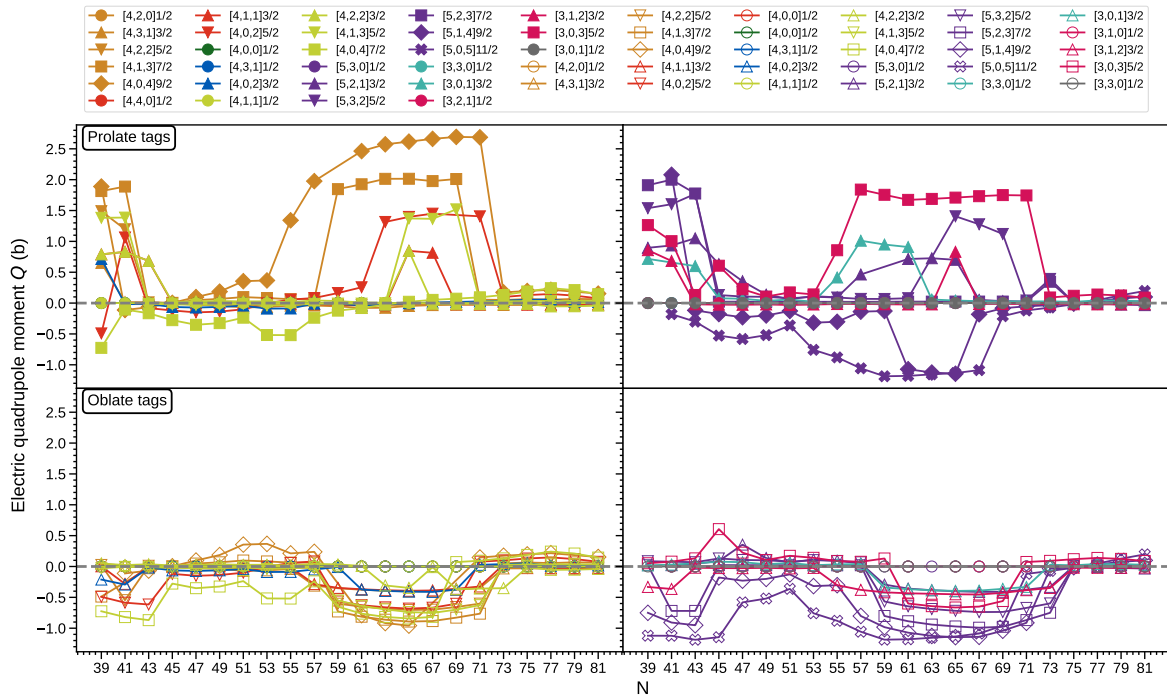 [4,2,0]1/2 [4,1,1]3/2 [4,2,2]3/2 [5,2,3]7/2 [3,1,2]3/2 [4,2,2]5/2 [4,0,0]1/2 [4,2,2]3/2 [5,3,2]5/2 [3,0,1]3/2
[4,3,1]3/2 [4,0,2]5/2 [4,1,3]5/2 [5,1,4]9/2 [3,0,3]5/2 [4,1,3]7/2 [4,0,0]1/2 [4,1,3]5/2 [5,2,3]7/2 [3,1,0]1/2
[4,2,2]5/2 [4,0,0]1/2 [4,0,4]7/2 [5,0,5]11/2 [3,0,1]1/2 [4,0,4]9/2 [4,3,1]1/2 [4,0,4]7/2 [5,1,4]9/2 [3,1,2]3/2
[4,1,3]7/2 [4,3,1]1/2 [5,3,0]1/2 [3,3,0]1/2 [4,2,0]1/2 [4,1,1]3/2 [4,0,2]3/2 [5,3,0]1/2 [5,0,5]11/2 [3,0,3]5/2
[4,0,4]9/2 [4,0,2]3/2 [5,2,1]3/2 [3,0,1]3/2 [4,3,1]3/2 [4,0,2]5/2 [4,1,1]1/2 [5,2,1]3/2 [3,3,0]1/2 [3,3,0]1/2
[4,4,0]1/2 [4,1,1]1/2 [5,3,2]5/2 [3,2,1]1/2
Prolate tags
2.5
2.0
1.5
1.0
0.5
0.0
−0.5
−1.0
Oblate tags
2.5
2.0
1.5
1.0
0.5
0.0
−0.5
−1.0
Electric quadrupole moment Q (b)
39 41 43 45 47 49 51 53 55 57 59 61 63 65 67 69 71 73 75 77 79 81 39 41 43 45 47 49 51 53 55 57 59 61 63 65 67 69 71 73 75 77 79 81
N